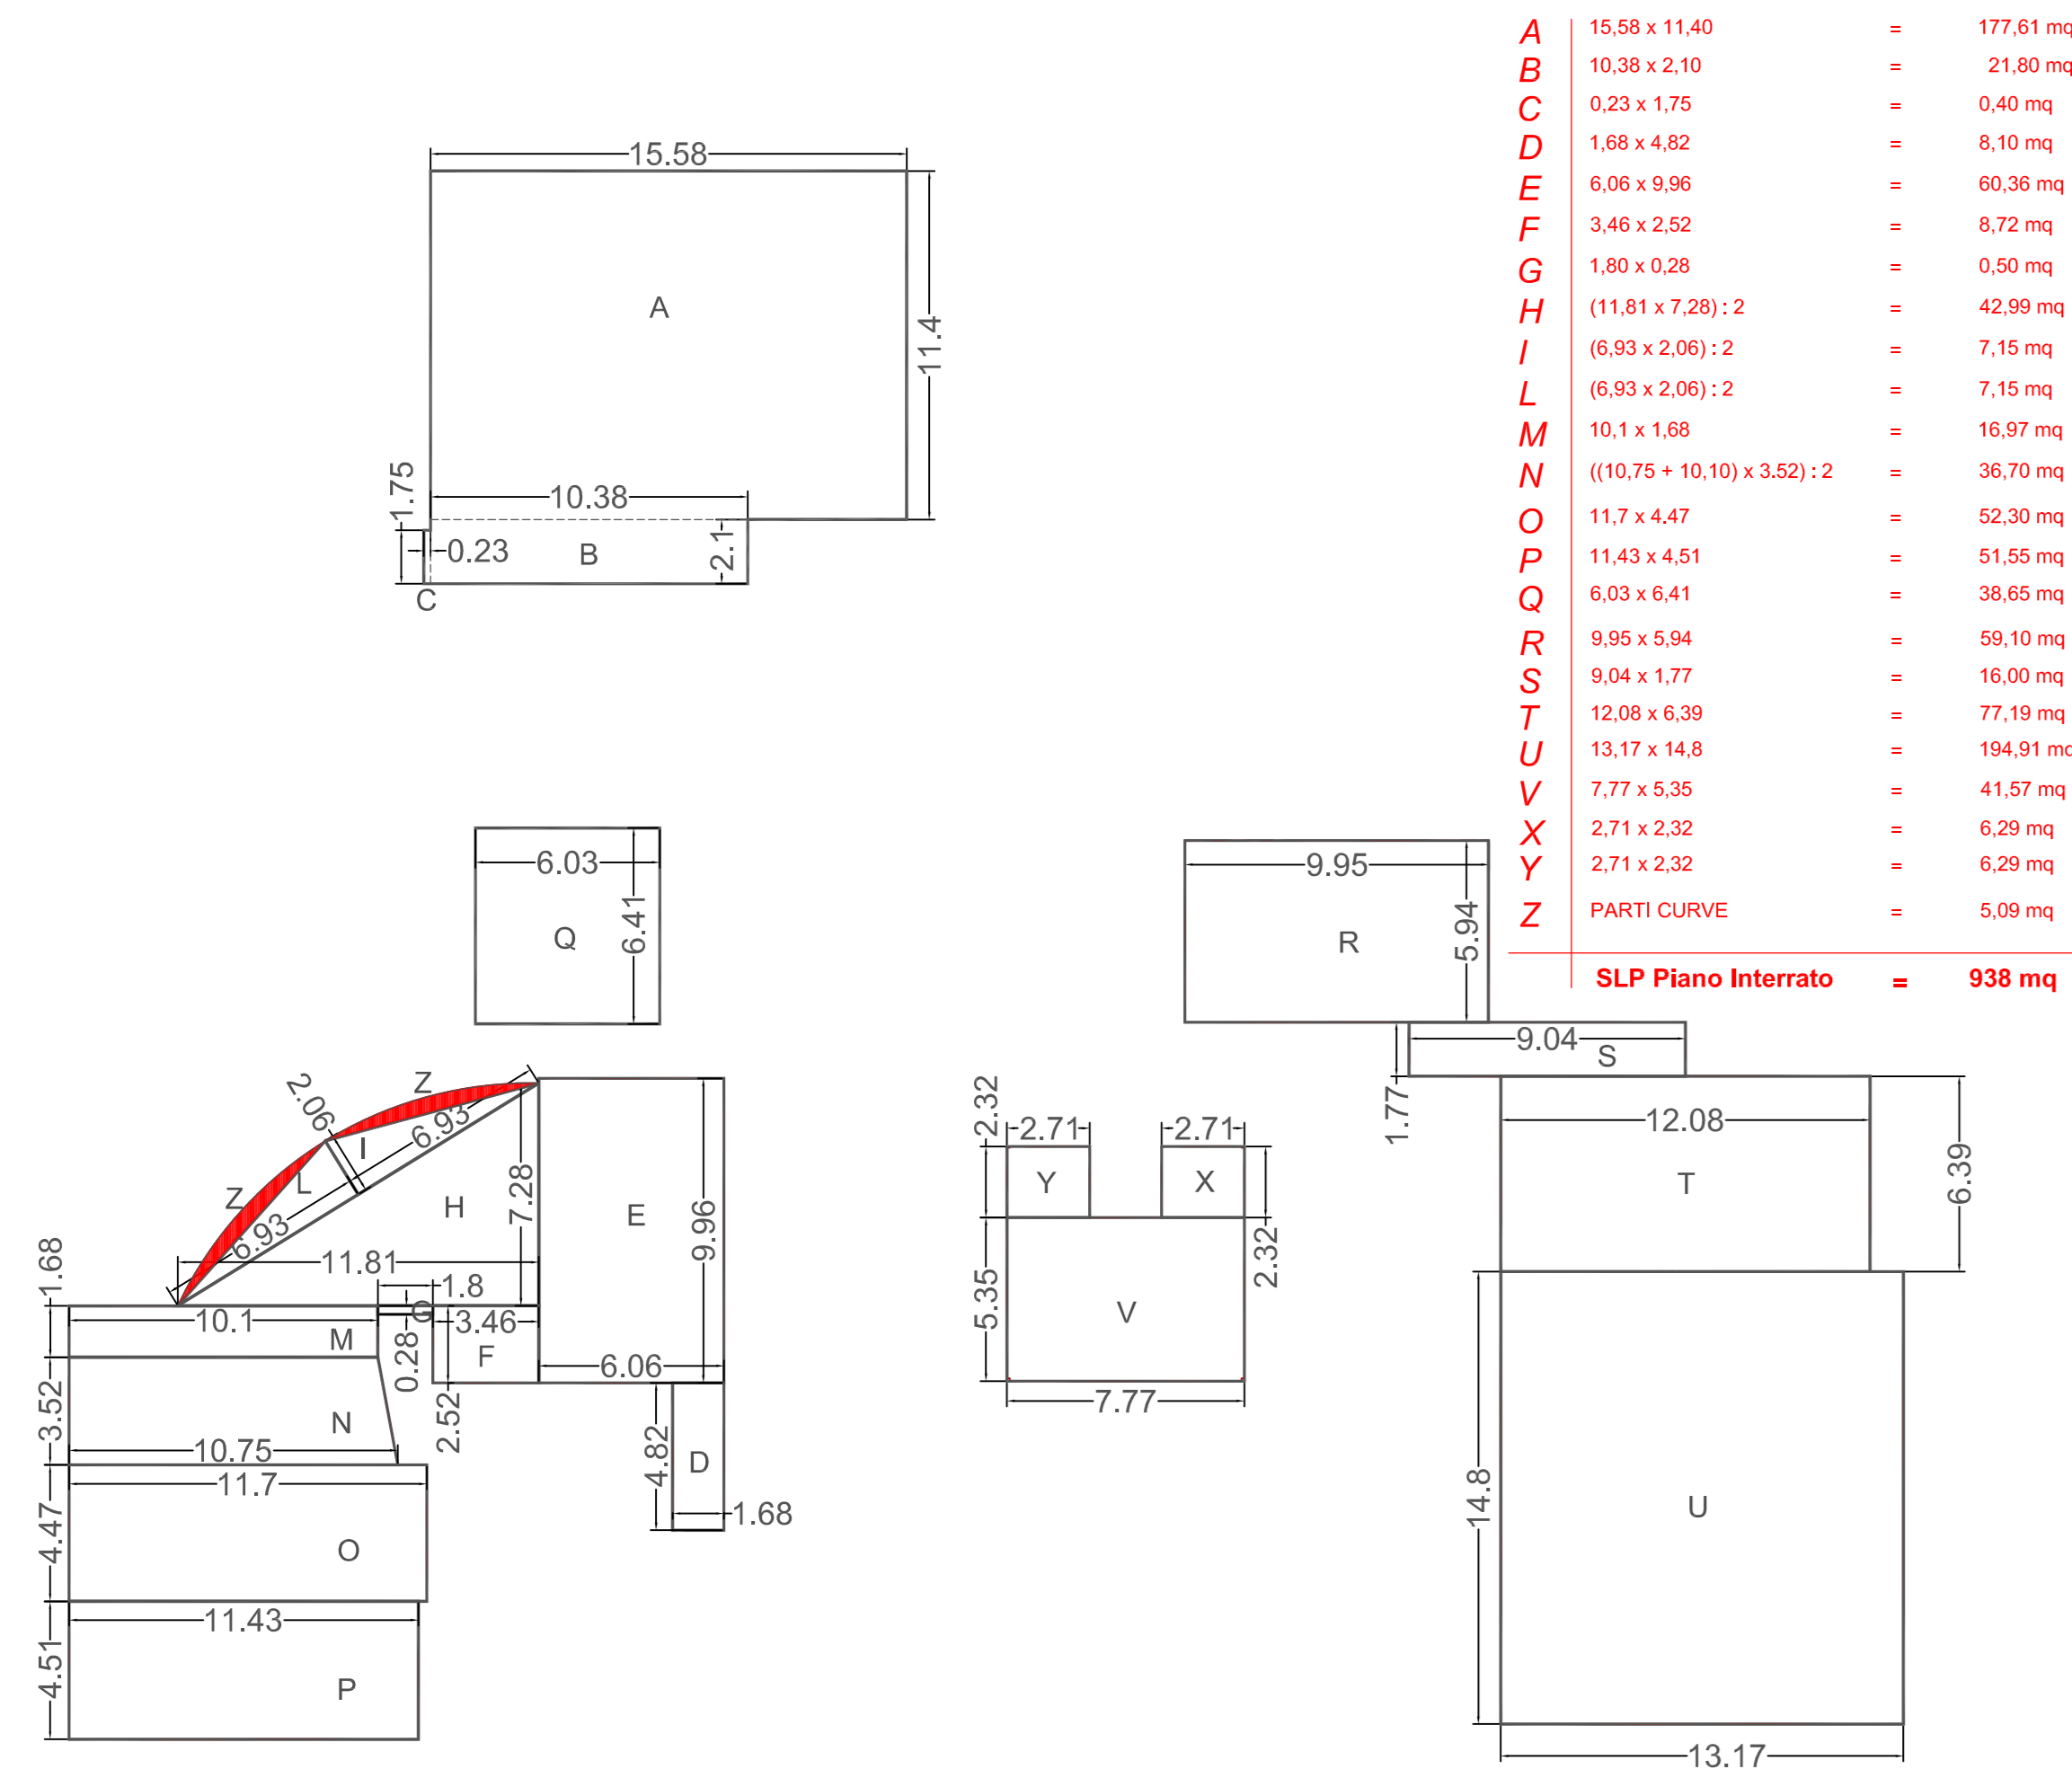 A 15,58 x 11,40 = 177,61 mq
B 10,38 x 2,10 = 21,80 mq
C 0,23 x 1,75 = 0,40 mq
D 1,68 x 4,82 = 8,10 mq
E 6,06 x 9,96 = 60,36 mq
F 3,46 x 2,52 = 8,72 mq
G 1,80 x 0,28 = 0,50 mq
H (11,81 x 7,28) : 2 = 42,99 mq
I (6,93 x 2,06) : 2 = 7,15 mq
L (6,93 x 2,06) : 2 = 7,15 mq
M 10,1 x 1,68 = 16,97 mq
N ((10,75 + 10,10) x 3.52) : 2 = 36,70 mq
O 11,7 x 4.47 = 52,30 mq
P 11,43 x 4,51 = 51,55 mq
Q 6,03 x 6,41 = 38,65 mq
R 9,95 x 5,94 = 59,10 mq
S 9,04 x 1,77 = 16,00 mq
T 12,08 x 6,39 = 77,19 mq
U 13,17 x 14,8 = 194,91 mq
V 7,77 x 5,35 = 41,57 mq
X 2,71 x 2,32 = 6,29 mq
Y 2,71 x 2,32 = 6,29 mq
Z PARTI CURVE = 5,09 mq
SLP Piano Interrato = 938 mq
15.58
A
11.4
1.75
10.38
0.23
B
2.1
C
6.03
6.41
Q
9.95
5.94
R
9.04
S
1.77
12.08
T
6.39
14.8
U
13.17
2.32
2.71
2.71
Y
X
2.32
5.35
V
7.77
Z
2.06
6.93
I
L
Z
6.93
H
7.28
E
9.96
11.81
1.8
1.68
10.1
M
G
0.28
3.46
F
2.52
6.06
3.52
N
10.75
4.82
D
1.68
11.7
4.47
O
11.43
4.51
P